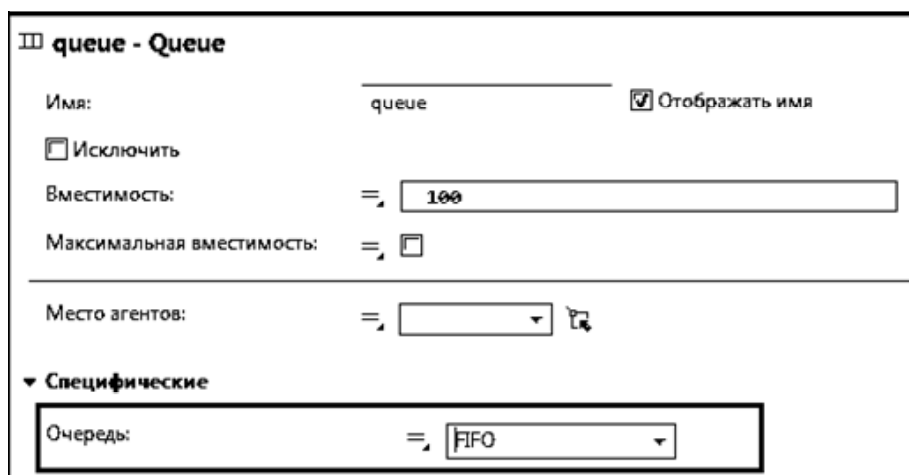 queue - Queue
Имя: queue Отображать имя
Исключить
Вместимость: = 100
Максимальная вместимость: =
Место агентов: =
Специфические
Очередь: = FIFO